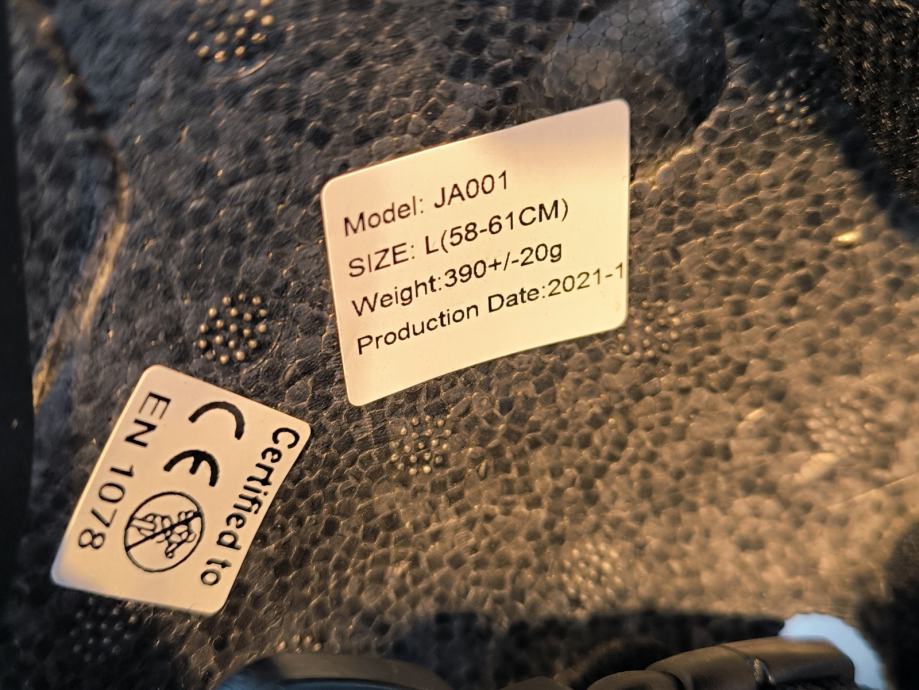 Model: JA001
SIZE: L(58-61CM)
Weight:390+/-20g
Production Date:2021-1
Certified to
CE
EN 1078